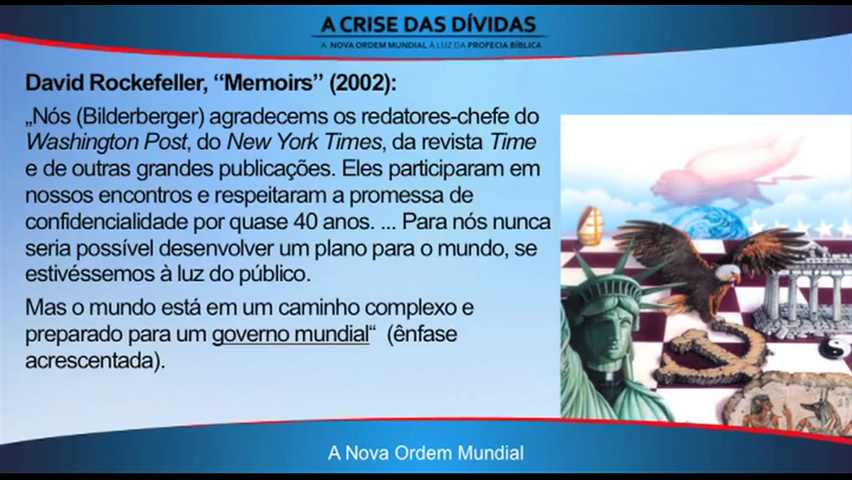 A CRISE DAS DÍVIDAS
A NOVA ORDEM MUNDIAL À LUZ DA PROFECIA BÍBLICA
David Rockefeller, “Memoirs” (2002):
„Nós (Bilderberger) agradecems os redatores-chefe do
Washington Post, do New York Times, da revista Time
e de outras grandes publicações. Eles participaram em
nossos encontros e respeitaram a promessa de
confidencialidade por quase 40 anos. ... Para nós nunca
seria possível desenvolver um plano para o mundo, se
estivéssemos à luz do público.
Mas o mundo está em um caminho complexo e
preparado para um governo mundial“ (ênfase
acrescentada).
A Nova Ordem Mundial